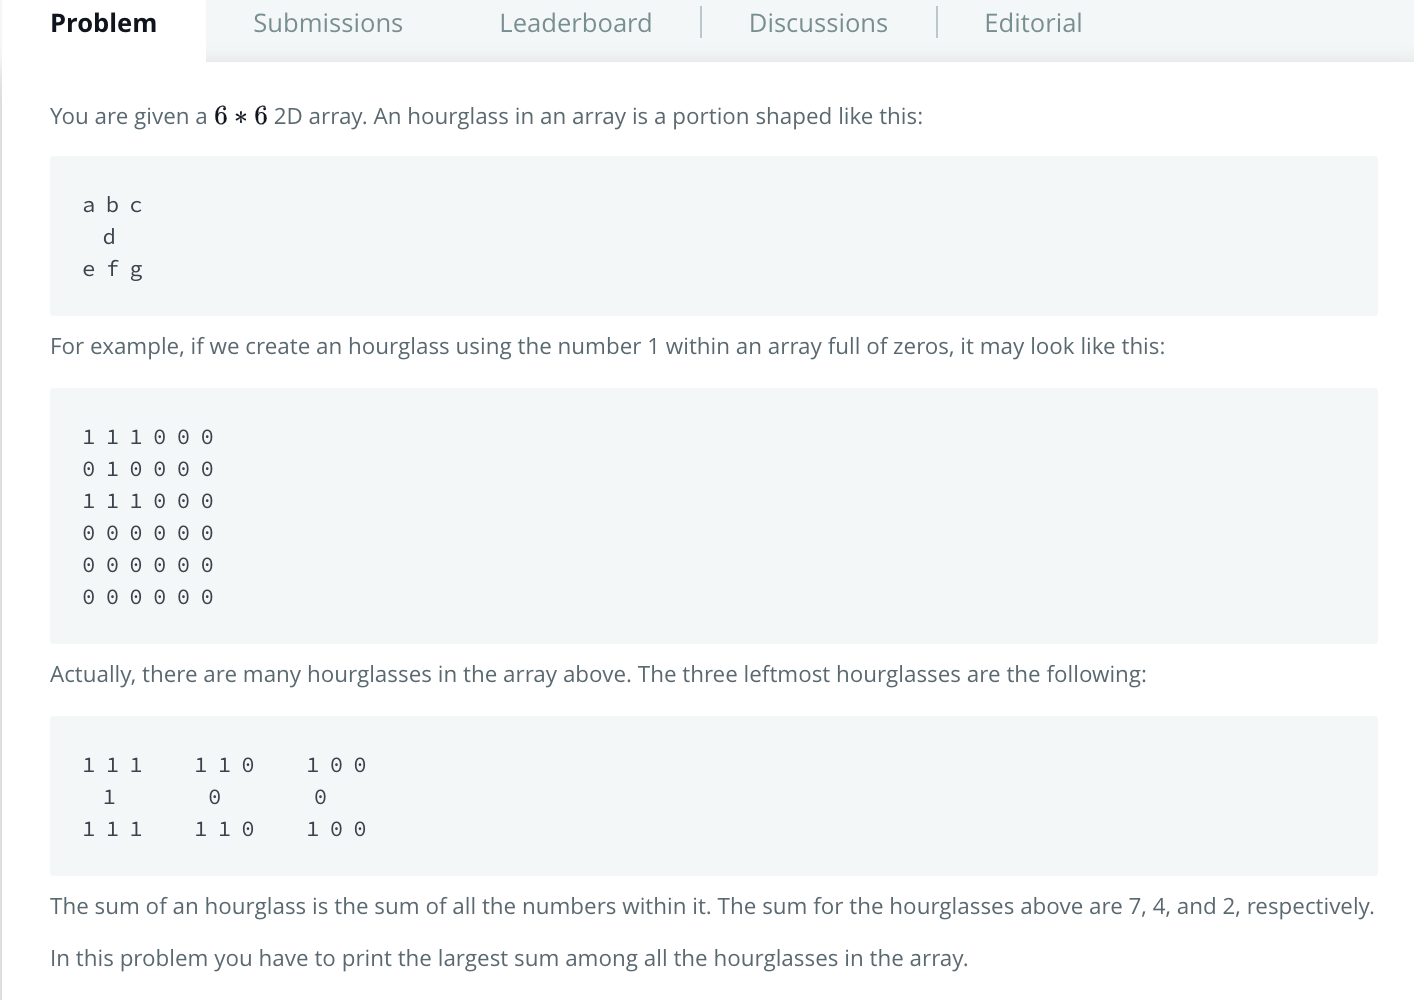 Problem Submissions Leaderboard Discussions Editorial
You are given a 6 * 6 2D array. An hourglass in an array is a portion shaped like this:
a b c
d
e f g
For example, if we create an hourglass using the number 1 within an array full of zeros, it may look like this:
1 1 1 0 0 0
0 1 0 0 0 0
1 1 1 0 0 0
0 0 0 0 0 0
0 0 0 0 0 0
0 0 0 0 0 0
Actually, there are many hourglasses in the array above. The three leftmost hourglasses are the following:
1 1 1 1 1 0 1 0 0
1 0 0
1 1 1 1 1 0 1 0 0
The sum of an hourglass is the sum of all the numbers within it. The sum for the hourglasses above are 7, 4, and 2, respectively.
In this problem you have to print the largest sum among all the hourglasses in the array.